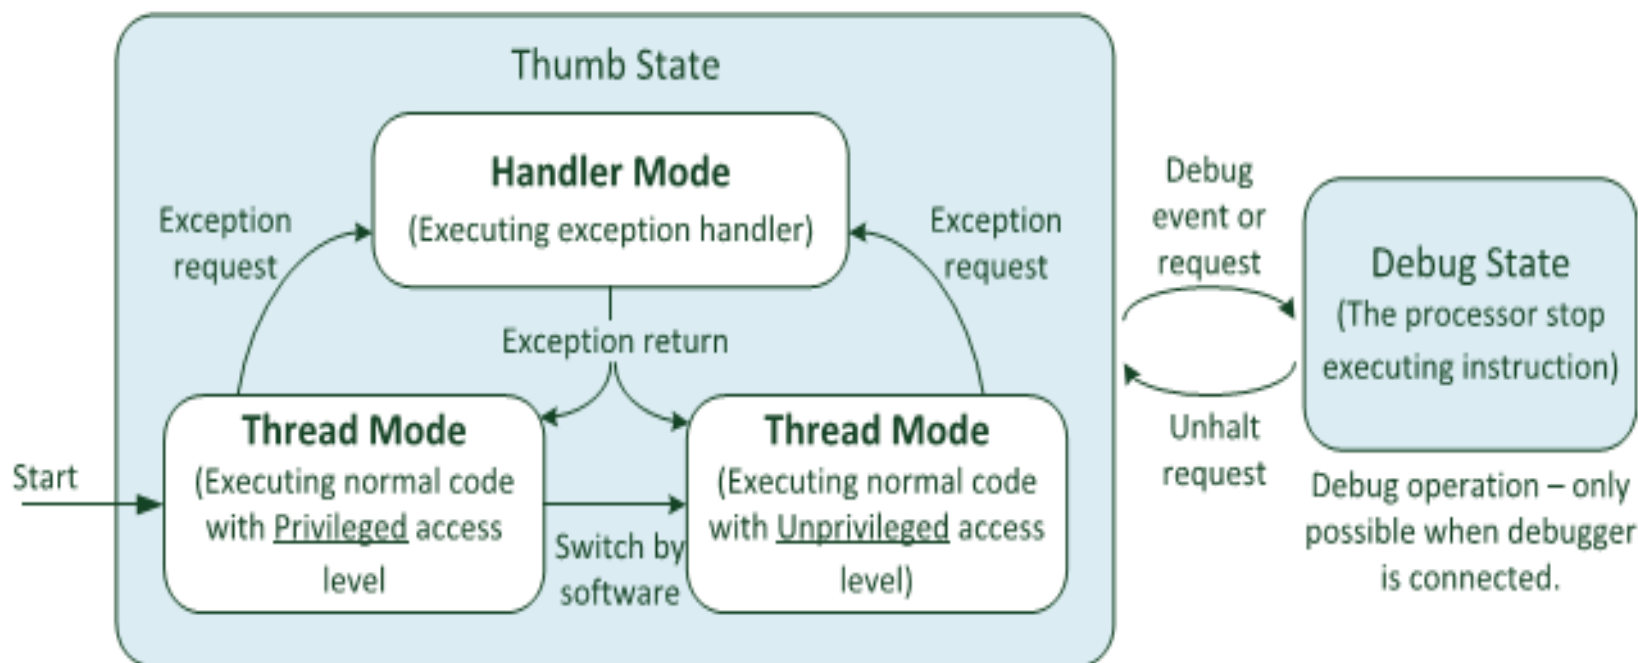 Thumb State
Handler Mode
(Executing exception handler)
Exception
request
Exception
request
Exception return
Start
Thread Mode
(Executing normal code
with Privileged access
level
Switch by
software
Thread Mode
(Executing normal code
with Unprivileged access
level)
Debug
event or
request
Unhalt
request
Debug State
(The processor stop
executing instruction)
Debug operation – only
possible when debugger
is connected.